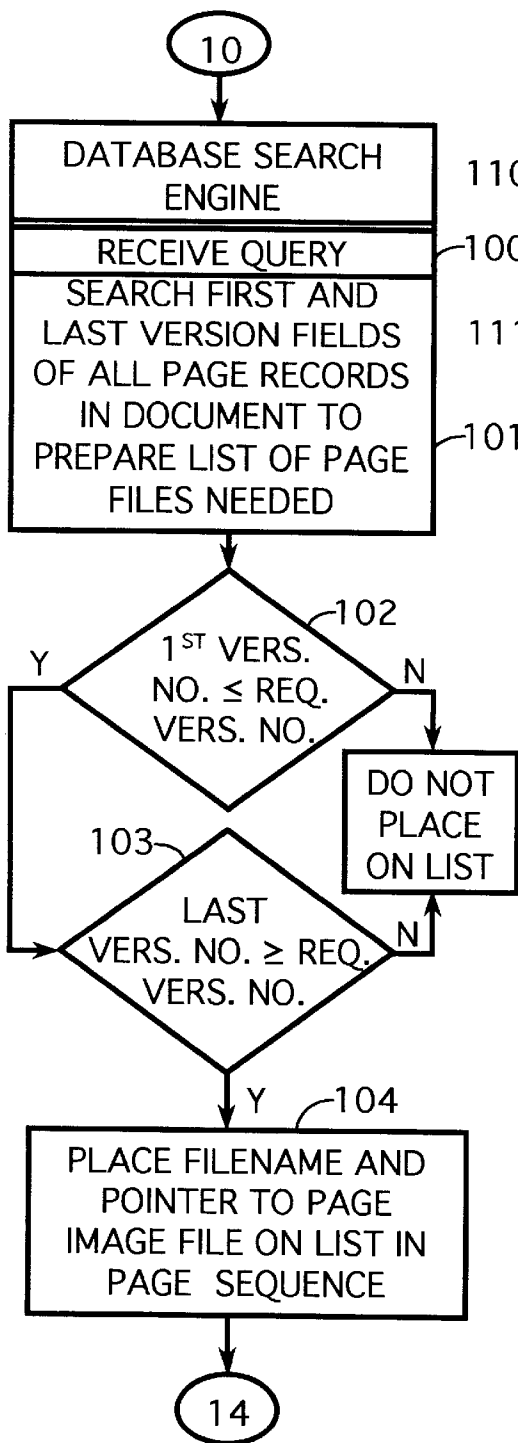 10
DATABASE SEARCH
ENGINE
110
RECEIVE QUERY
100
SEARCH FIRST AND
LAST VERSION FIELDS
111
OF ALL PAGE RECORDS
IN DOCUMENT TO
PREPARE LIST OF PAGE
101
FILES NEEDED
102
Y
1ST VERS.
NO. ≤ REQ.
VERS. NO.
N
DO NOT
PLACE
ON LIST
103
LAST
VERS. NO. ≥ REQ.
VERS. NO.
N
Y
104
PLACE FILENAME AND
POINTER TO PAGE
IMAGE FILE ON LIST IN
PAGE SEQUENCE
14